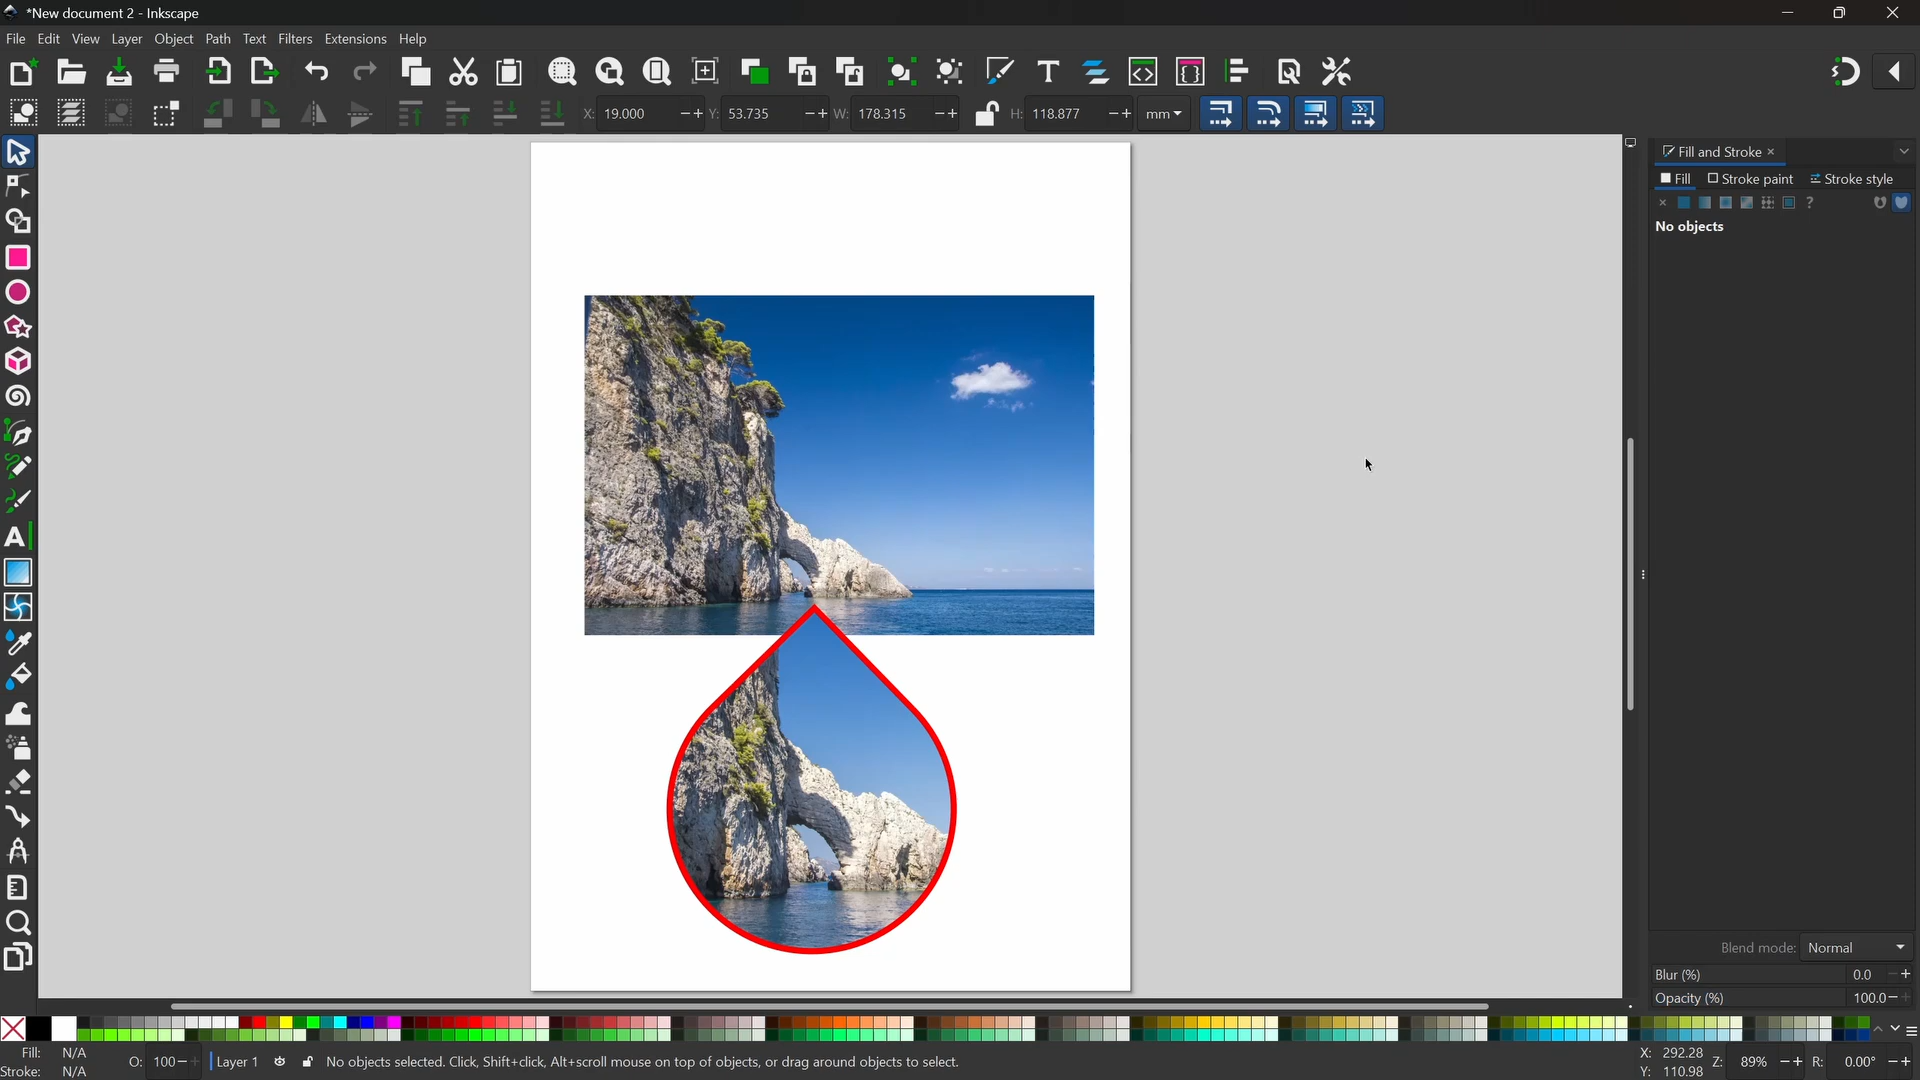 *New document 2 - Inkscape
File Edit View Layer Object Path Text Filters Extensions Help
X: 19.000 Y: 53.735 W: 178.315 H: 118.877 mm
Fill and Stroke
Fill Stroke paint Stroke style
No objects
Blend mode: Normal
Blur (%) 0.0
Opacity (%) 100.0
Fill: N/A
Stroke: N/A
O: 100
Layer 1
No objects selected. Click, Shift+click, Alt+scroll mouse on top of objects, or drag around objects to select.
X: 292.28
Y: 110.98
Z: 89%
R: 0.00°